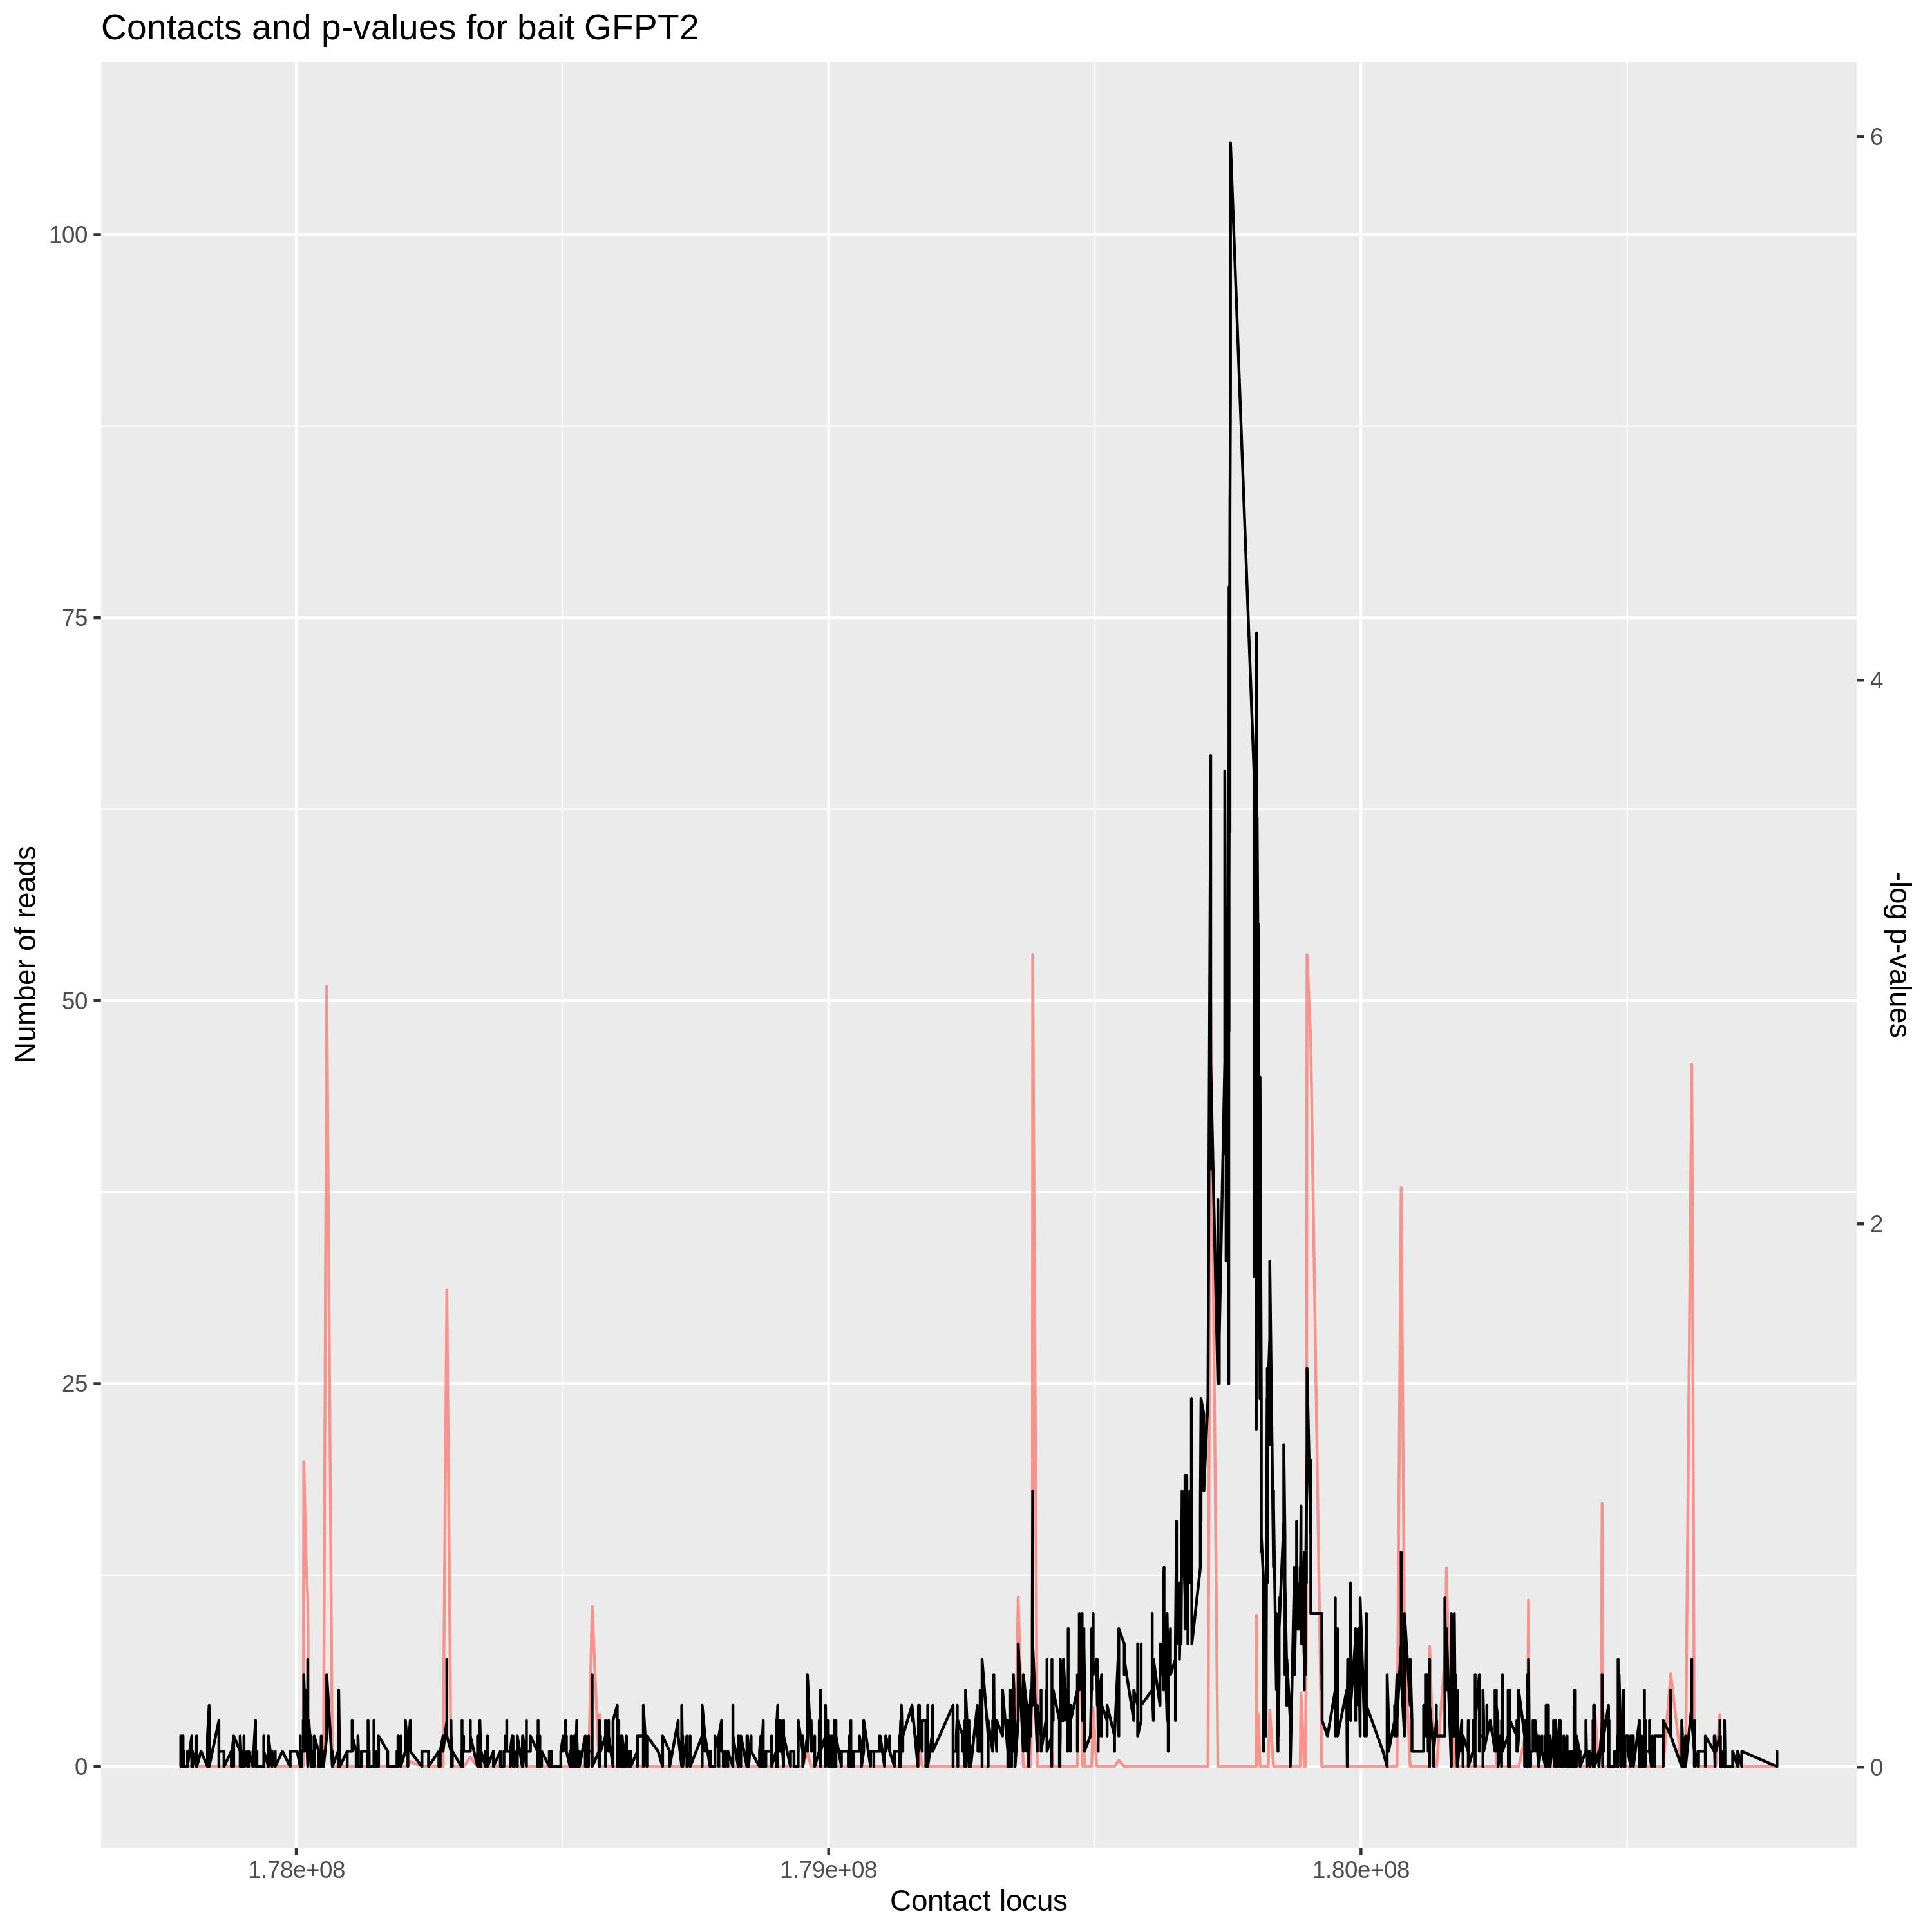 Contacts and p-values for bait GFPT2
Number of reads
100
75
50
25
0
6
4
2
0
-log p-values
1.78e+08
1.79e+08
1.80e+08
Contact locus